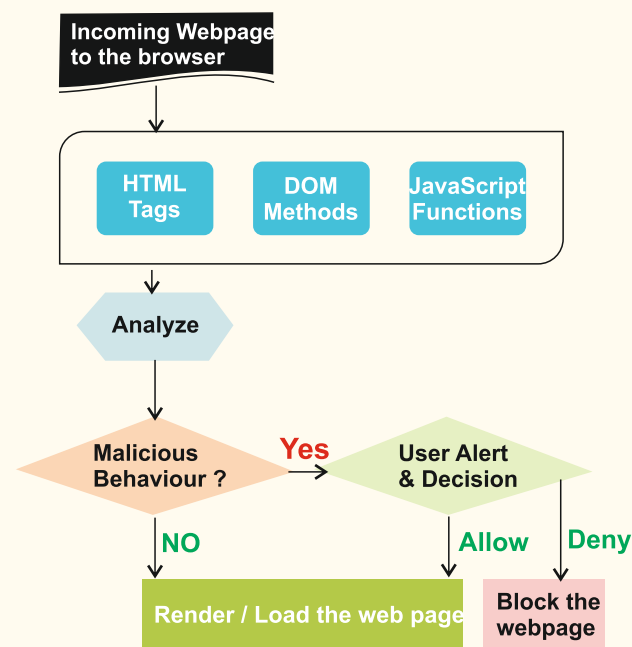 Incoming Webpage
to the browser
HTML
Tags
DOM
Methods
JavaScript
Functions
Analyze
Malicious
Behaviour ?
Yes
User Alert
& Decision
NO
Allow
Deny
Render / Load the web page
Block the
webpage